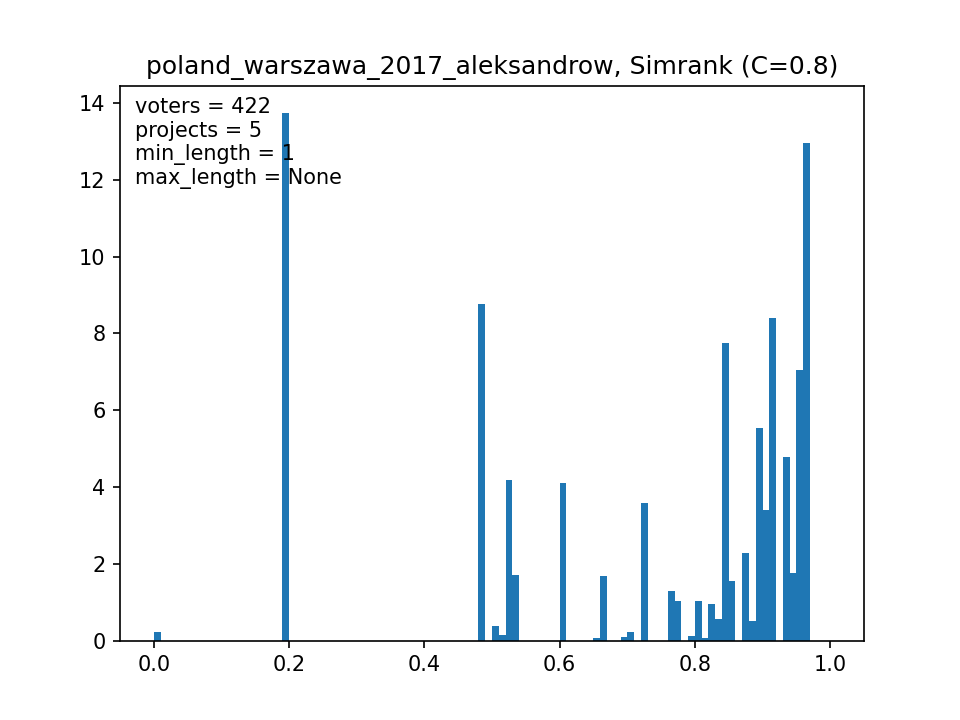 poland_warszawa_2017_aleksandrow, Simrank (C=0.8)
voters = 422
projects = 5
min_length = 1
max_length = None
14
12
10
8
6
4
2
0
0.0 0.2 0.4 0.6 0.8 1.0